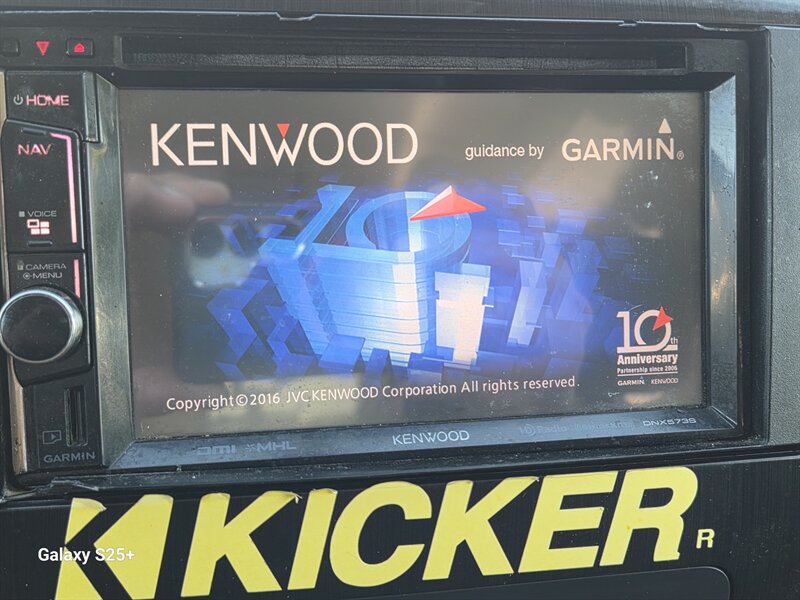 HOME
NAV
VOICE
CAMERA
MENU
KENWOOD guidance by GARMIN®
10th
Anniversary
Partnership since 2006
GARMIN. KENWOOD
Copyright©2016 JVCKENWOOD Corporation All rights reserved.
GARMIN
MHL
KENWOOD
DNX573S
KICKER R
Galaxy S25+